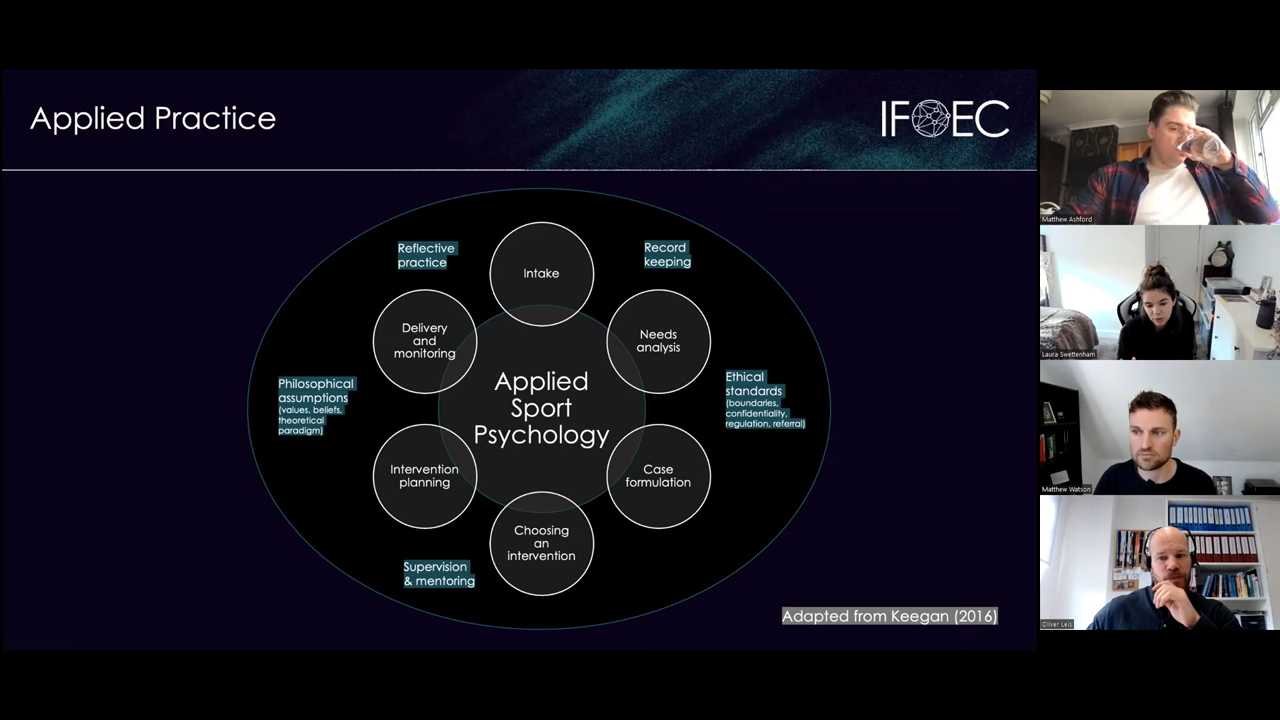 Applied Practice
IFOEC
Reflective
practice
Intake
Record
keeping
Delivery
and
monitoring
Needs
analysis
Philosophical
assumptions
(values, beliefs,
theoretical
paradigm)
Applied
Sport
Psychology
Ethical
standards
(boundaries,
confidentiality,
regulation, referral)
Intervention
planning
Case
formulation
Choosing
an
intervention
Supervision
& mentoring
Adapted from Keegan (2016)
Matthew Ashford
Laura Swettenham
Matthew Watson
Oliver Leis